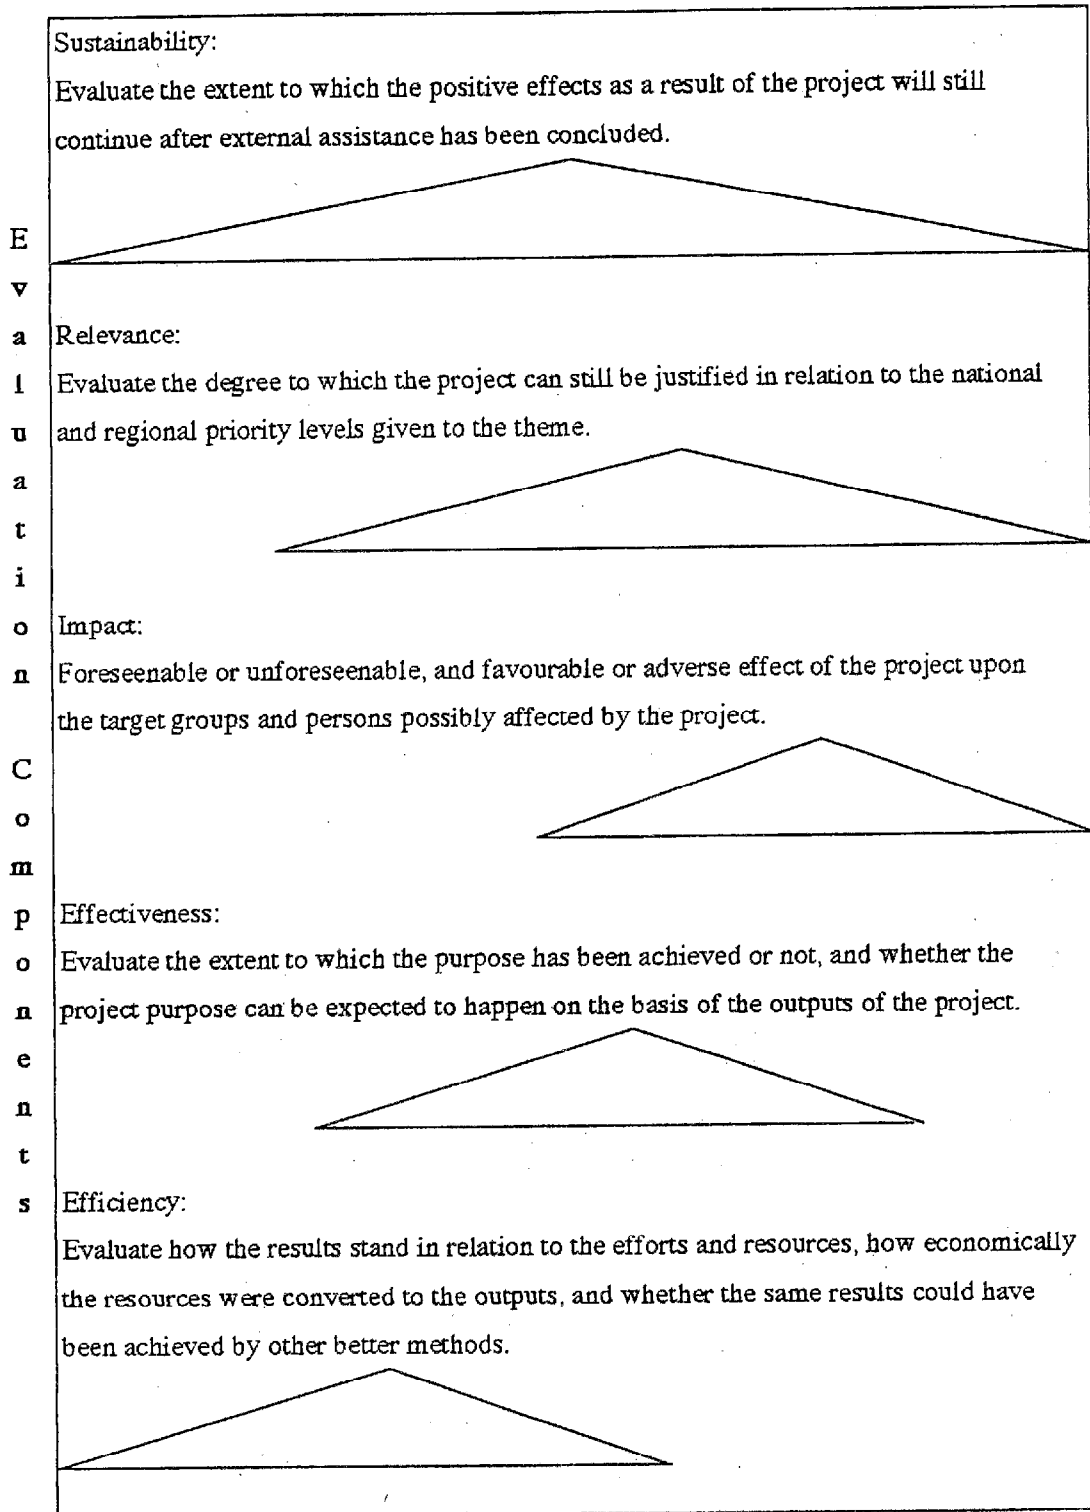 Sustainability:
Evaluate the extent to which the positive effects as a result of the project will still
continue after external assistance has been concluded.
Relevance:
Evaluate the degree to which the project can still be justified in relation to the national
and regional priority levels given to the theme.
Impact:
Foreseenable or unforeseenable, and favourable or adverse effect of the project upon
the target groups and persons possibly affected by the project.
Effectiveness:
Evaluate the extent to which the purpose has been achieved or not, and whether the
project purpose can be expected to happen on the basis of the outputs of the project.
Efficiency:
Evaluate how the results stand in relation to the efforts and resources, how economically
the resources were converted to the outputs, and whether the same results could have
been achieved by other better methods.
Evaluation Components